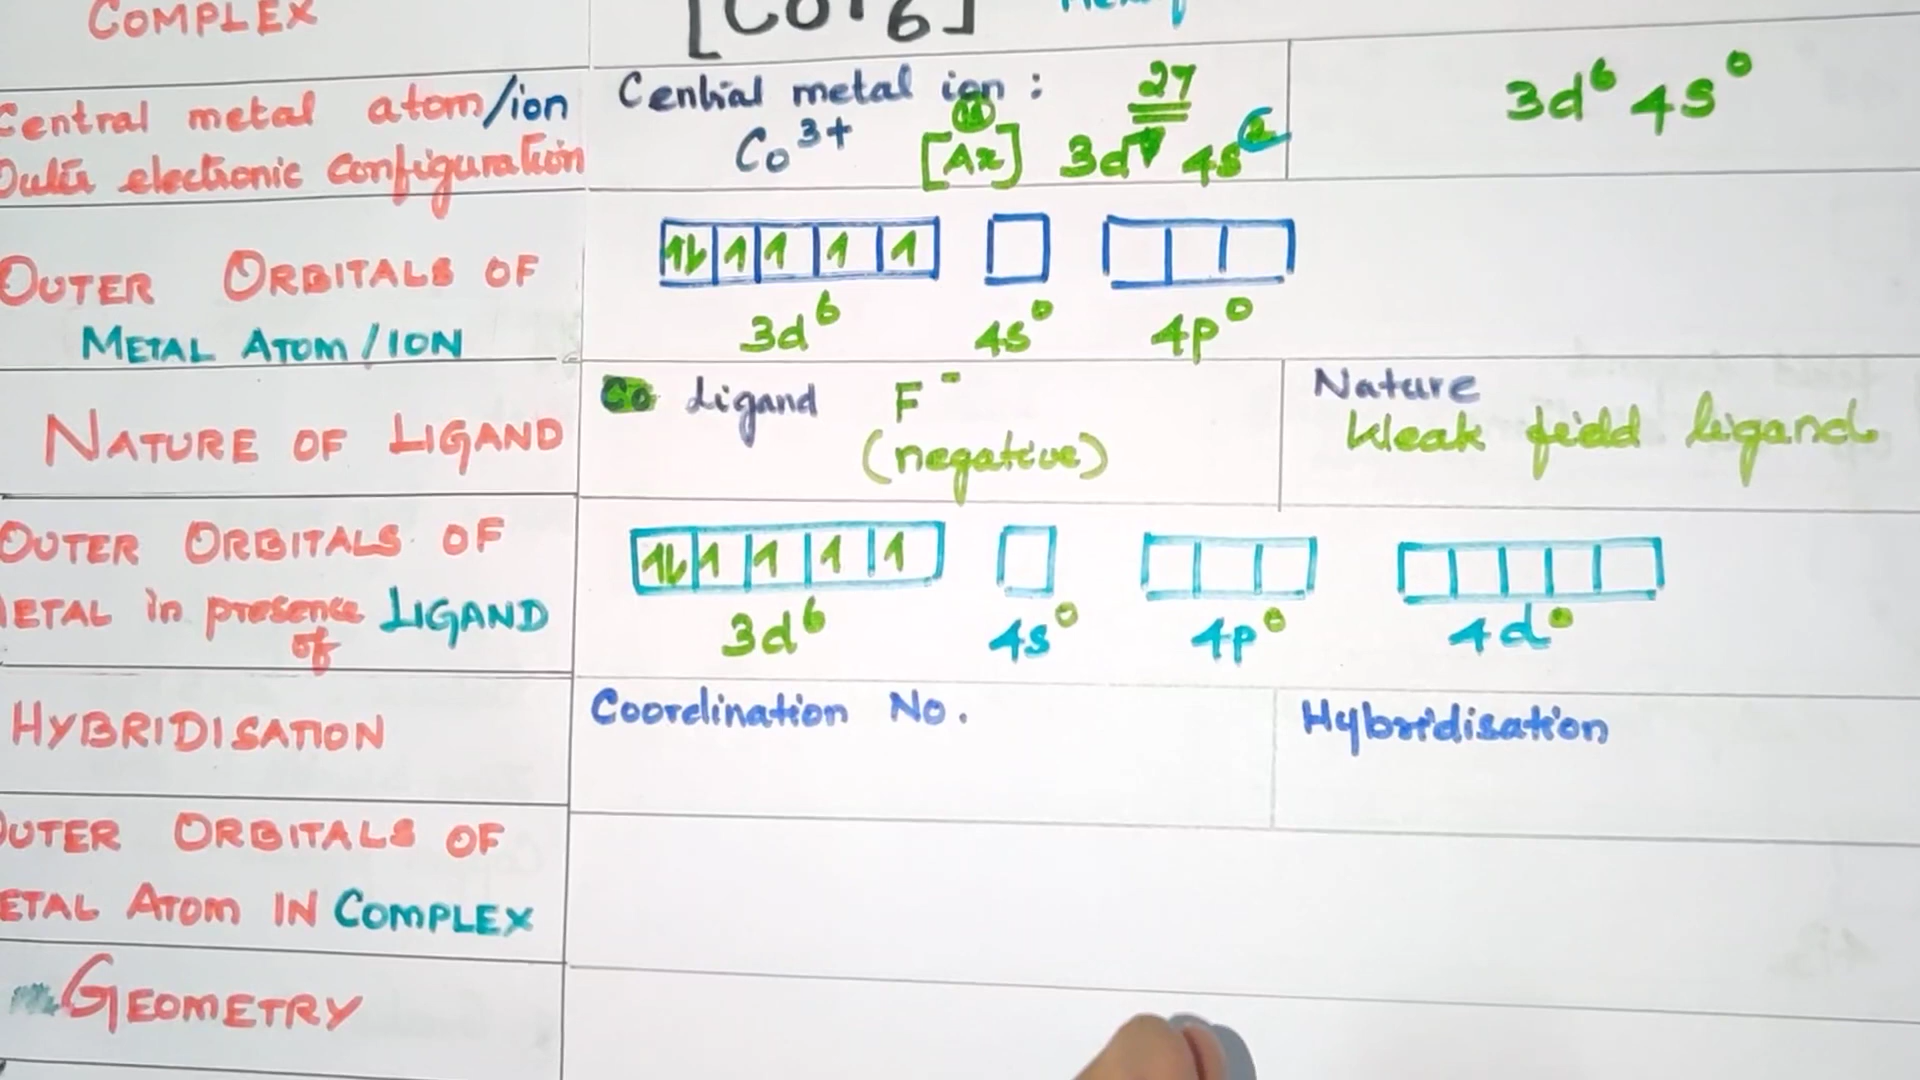 COMPLEX
Central metal atom/ion
Outer electronic configuration
Central metal ion : 27
Co³⁺ [Ar] 3d⁷ 4s²
3d⁶ 4s⁰
OUTER ORBITALS OF
METAL ATOM/ION
3d⁶ 4s⁰ 4p⁰
NATURE OF LIGAND
Co Ligand F⁻
(negative)
Nature
Weak field ligand
OUTER ORBITALS OF
ETAL in presence of LIGAND
3d⁶ 4s⁰ 4p⁰ 4d⁰
HYBRIDISATION
Coordination No.
Hybridisation
OUTER ORBITALS OF
ETAL ATOM IN COMPLEX
GEOMETRY